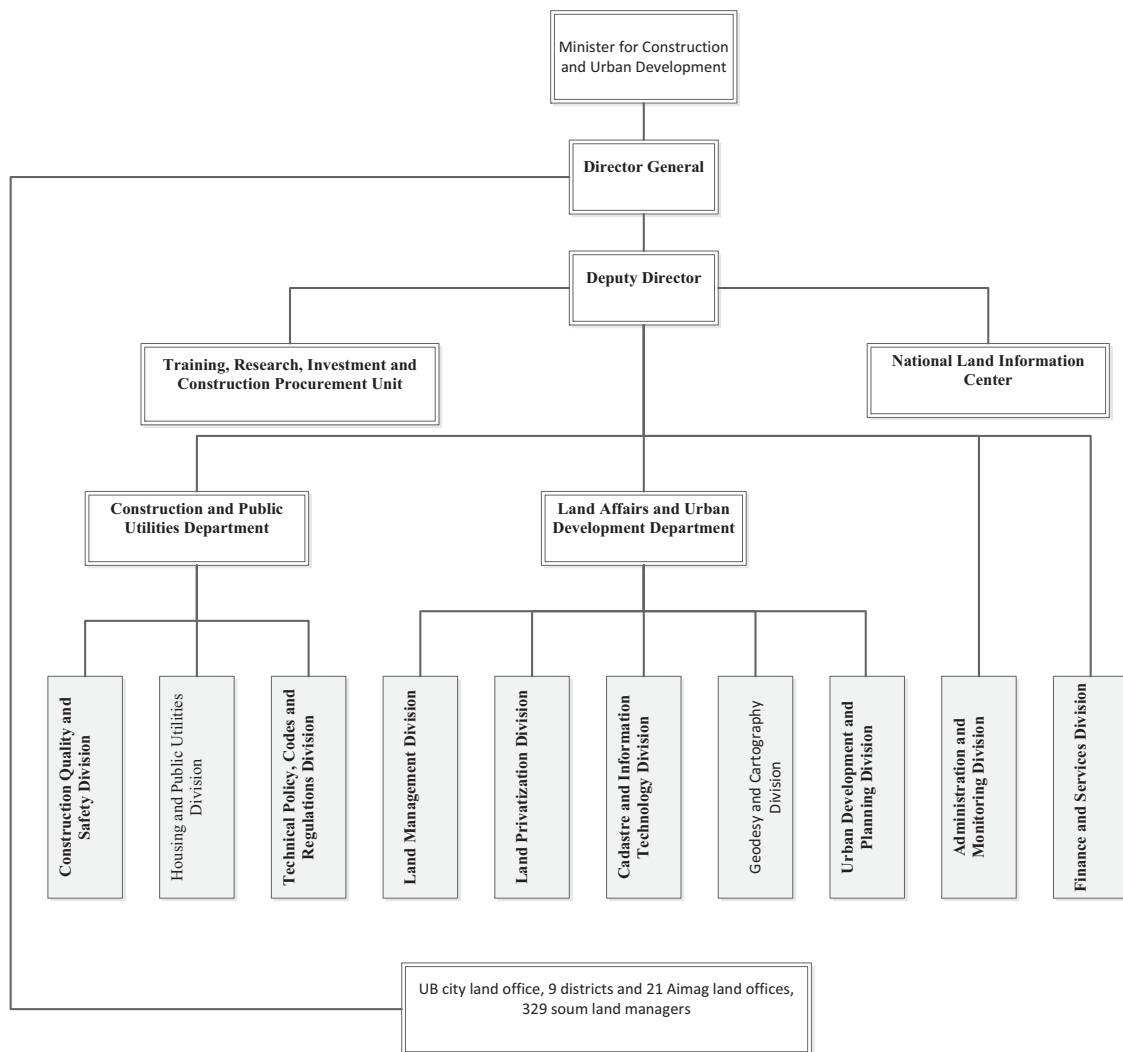 Minister for Construction
and Urban Development
Director General
Deputy Director
Training, Research, Investment and
Construction Procurement Unit
National Land Information
Center
Construction and Public
Utilities Department
Land Affairs and Urban
Development Department
Construction Quality and
Safety Division
Housing and Public Utilities
Division
Technical Policy, Codes and
Regulations Division
Land Management Division
Land Privatization Division
Cadastre and Information
Technology Division
Geodesy and Cartography
Division
Urban Development and
Planning Division
Administration and
Monitoring Division
Finance and Services Division
UB city land office, 9 districts and 21 Aimag land offices,
329 soum land managers